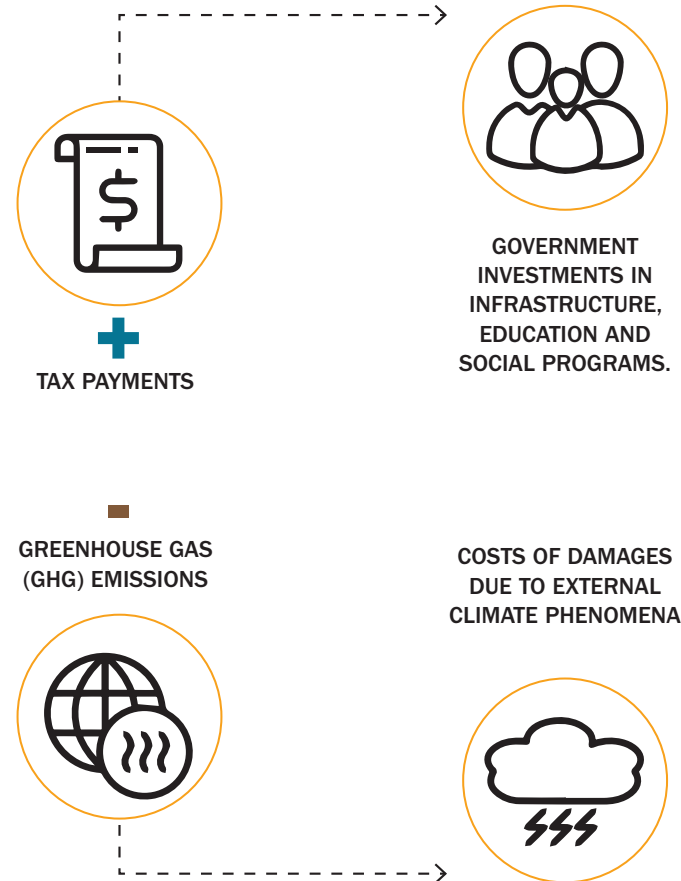 TAX PAYMENTS
GOVERNMENT
INVESTMENTS IN
INFRASTRUCTURE,
EDUCATION AND
SOCIAL PROGRAMS.
GREENHOUSE GAS
(GHG) EMISSIONS
COSTS OF DAMAGES
DUE TO EXTERNAL
CLIMATE PHENOMENA